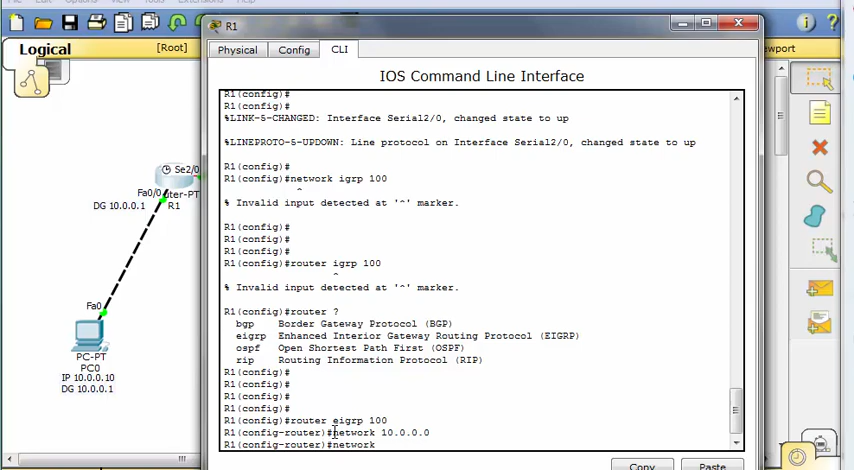 R1
Logical
[Root]
Physical
Config
CLI
IOS Command Line Interface
R1(config)#
R1(config)#
%LINK-5-CHANGED: Interface Serial2/0, changed state to up
%LINEPROTO-5-UPDOWN: Line protocol on Interface Serial2/0, changed state to up
R1(config)#
R1(config)#network igrp 100
^
% Invalid input detected at '^' marker.
R1(config)#
R1(config)#
R1(config)#
R1(config)#router igrp 100
^
% Invalid input detected at '^' marker.
R1(config)#router ?
bgp Border Gateway Protocol (BGP)
eigrp Enhanced Interior Gateway Routing Protocol (EIGRP)
ospf Open Shortest Path First (OSPF)
rip Routing Information Protocol (RIP)
R1(config)#
R1(config)#
R1(config)#
R1(config)#
R1(config)#router eigrp 100
R1(config-router)#network 10.0.0.0
R1(config-router)#network
Copy
Paste
Se2/0
Fa0/0
uter-PT
DG 10.0.0.1
R1
Fa0
PC-PT
PC0
IP 10.0.0.10
DG 10.0.0.1